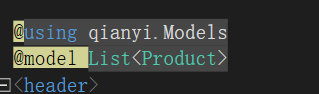 @using qianyi.Models
@model List<Product>
<header>